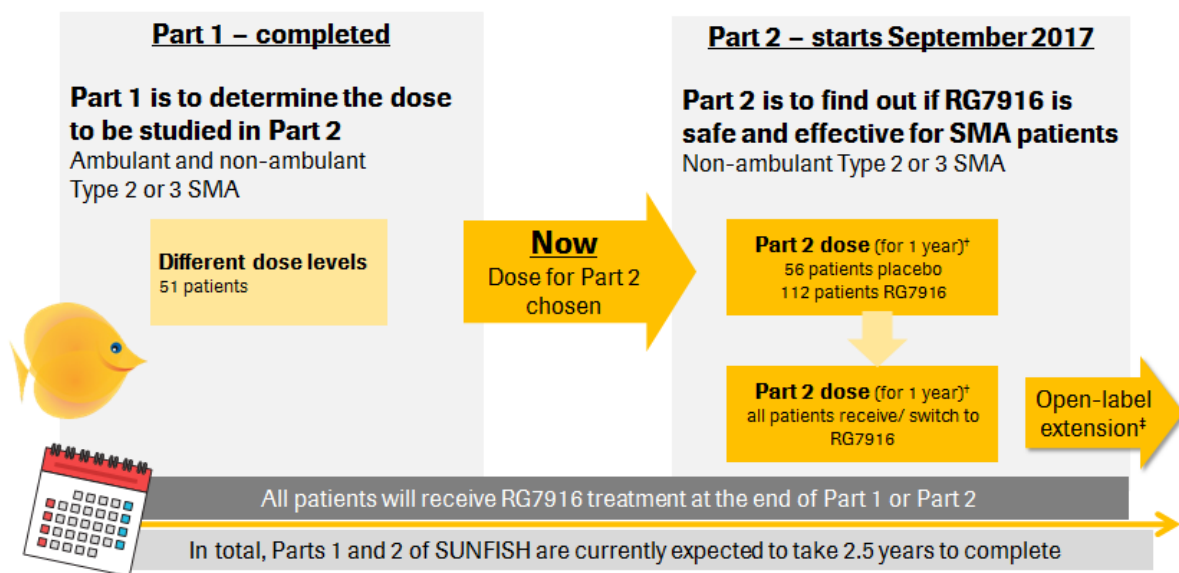 Part 1 – completed
Part 1 is to determine the dose
to be studied in Part 2
Ambulant and non-ambulant
Type 2 or 3 SMA
Different dose levels
51 patients
Now
Dose for Part 2
chosen
Part 2 – starts September 2017
Part 2 is to find out if RG7916 is
safe and effective for SMA patients
Non-ambulant Type 2 or 3 SMA
Part 2 dose (for 1 year)†
56 patients placebo
112 patients RG7916
Part 2 dose (for 1 year)†
all patients receive/ switch to
RG7916
Open-label
extension‡
All patients will receive RG7916 treatment at the end of Part 1 or Part 2
In total, Parts 1 and 2 of SUNFISH are currently expected to take 2.5 years to complete